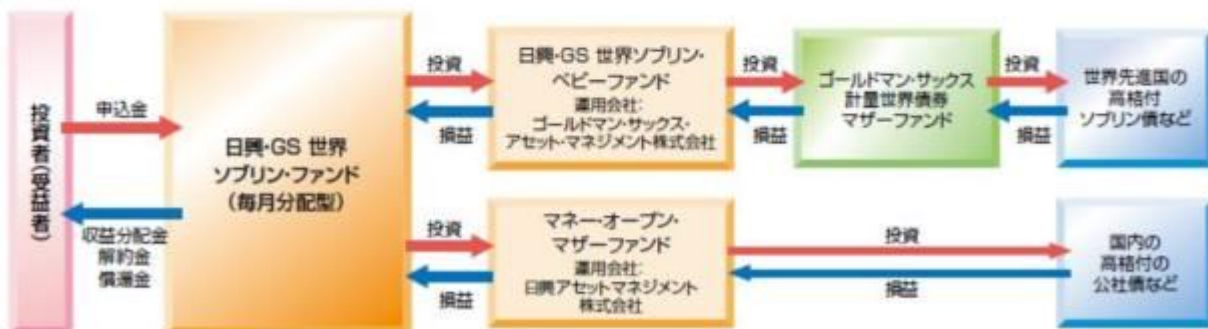 投資者(受益者)
申込金
収益分配金
解約金
償還金
日興・GS 世界
ソブリン・ファンド
(毎月分配型)
投資
損益
日興・GS 世界ソブリン・
ベビーファンド
運用会社:
ゴールドマン・サックス・
アセット・マネジメント株式会社
投資
損益
ゴールドマン・サックス
計量世界債券
マザーファンド
投資
損益
世界先進国の
高格付
ソブリン債など
投資
損益
マネー・オープン・
マザーファンド
運用会社:
日興アセットマネジメント
株式会社
投資
損益
国内の
高格付の
公社債など